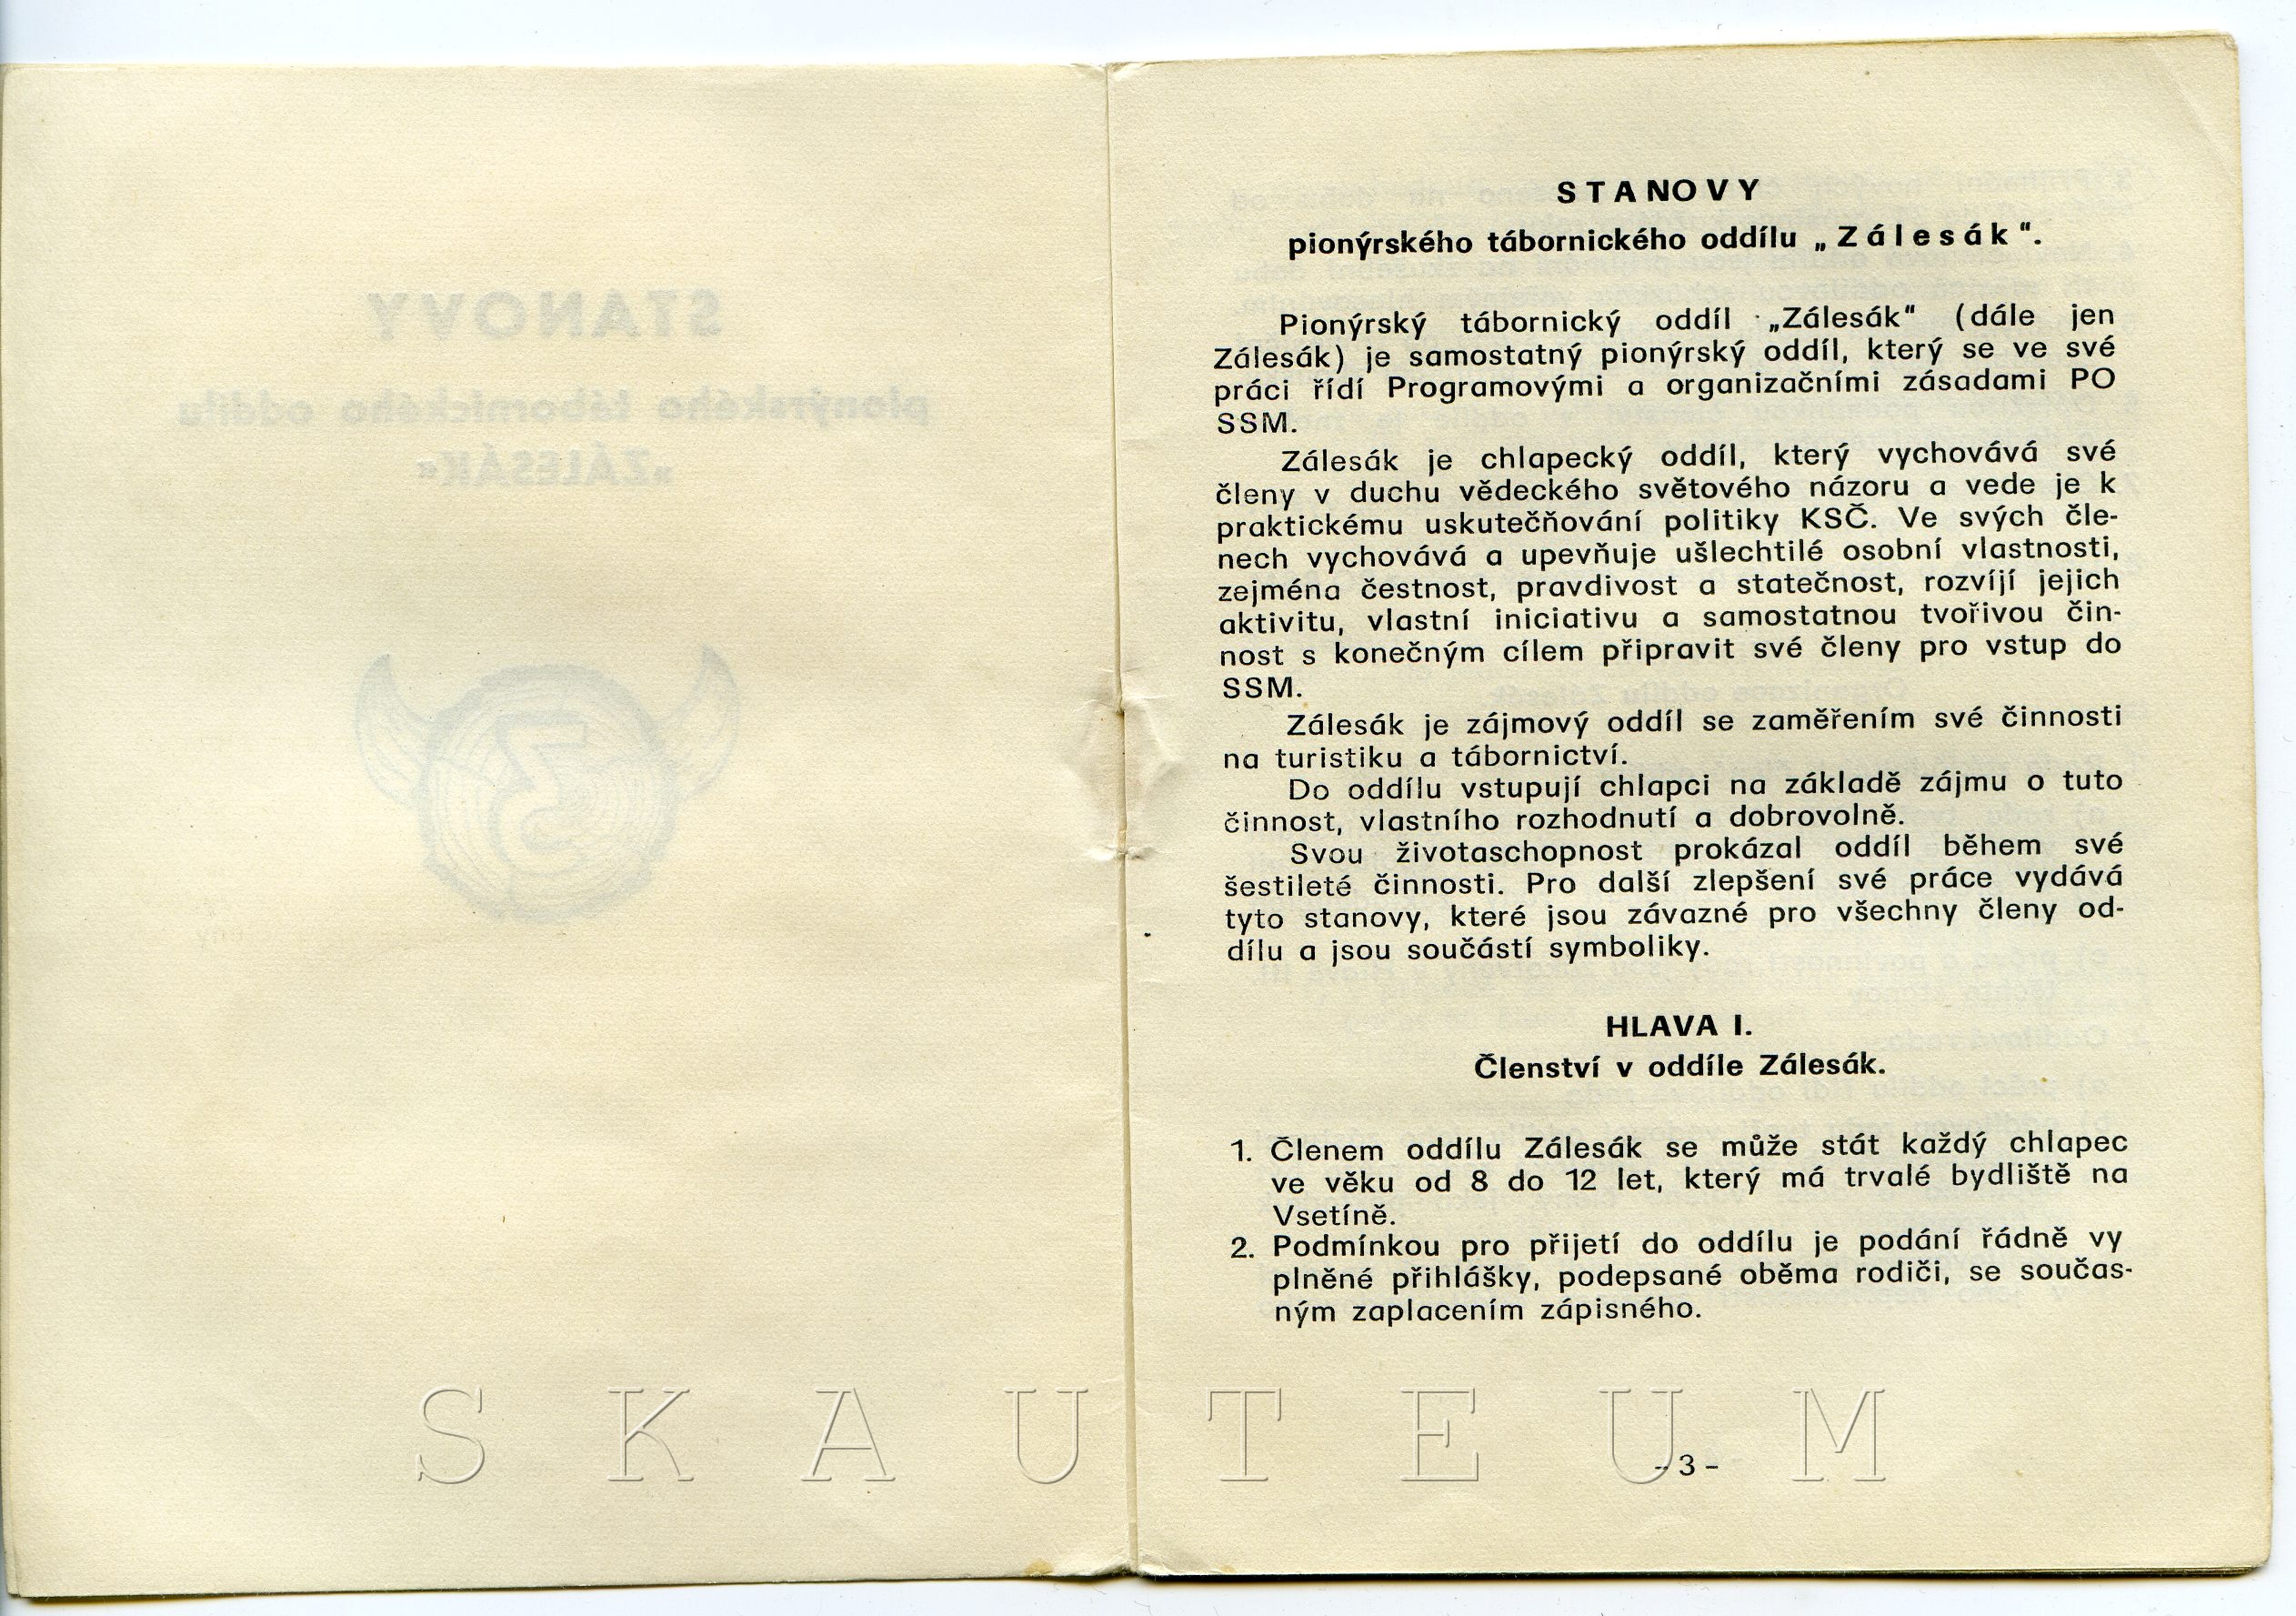 STANOVY
pionýrského tábornického oddílu
„ZÁLESÁK“
STANOVY
pionýrského tábornického oddílu „Zálesák“.
Pionýrský tábornický oddíl „Zálesák“ (dále jen
Zálesák) je samostatný pionýrský oddíl, který se ve své
práci řídí Programovými a organizačními zásadami PO
SSM.
Zálesák je chlapecký oddíl, který vychovává své
členy v duchu vědeckého světového názoru a vede je k
praktickému uskutečňování politiky KSČ. Ve svých čle-
nech vychovává a upevňuje ušlechtilé osobní vlastnosti,
zejména čestnost, pravdivost a statečnost, rozvíjí jejich
aktivitu, vlastní iniciativu a samostatnou tvořivou čin-
nost s konečným cílem připravit své členy pro vstup do
SSM.
Zálesák je zájmový oddíl se zaměřením své činnosti
na turistiku a tábornictví.
Do oddílu vstupují chlapci na základě zájmu o tuto
činnost, vlastního rozhodnutí a dobrovolně.
Svou životaschopnost prokázal oddíl během své
šestileté činnosti. Pro další zlepšení své práce vydává
tyto stanovy, které jsou závazné pro všechny členy od-
dílu a jsou součástí symboliky.
HLAVA I.
Členství v oddíle Zálesák.
1. Členem oddílu Zálesák se může stát každý chlapec
ve věku od 8 do 12 let, který má trvalé bydliště na
Vsetíně.
2. Podmínkou pro přijetí do oddílu je podání řádně vy
plněné přihlášky, podepsané oběma rodiči, se součas-
ným zaplacením zápisného.
SKAUTEUM
– 3 –